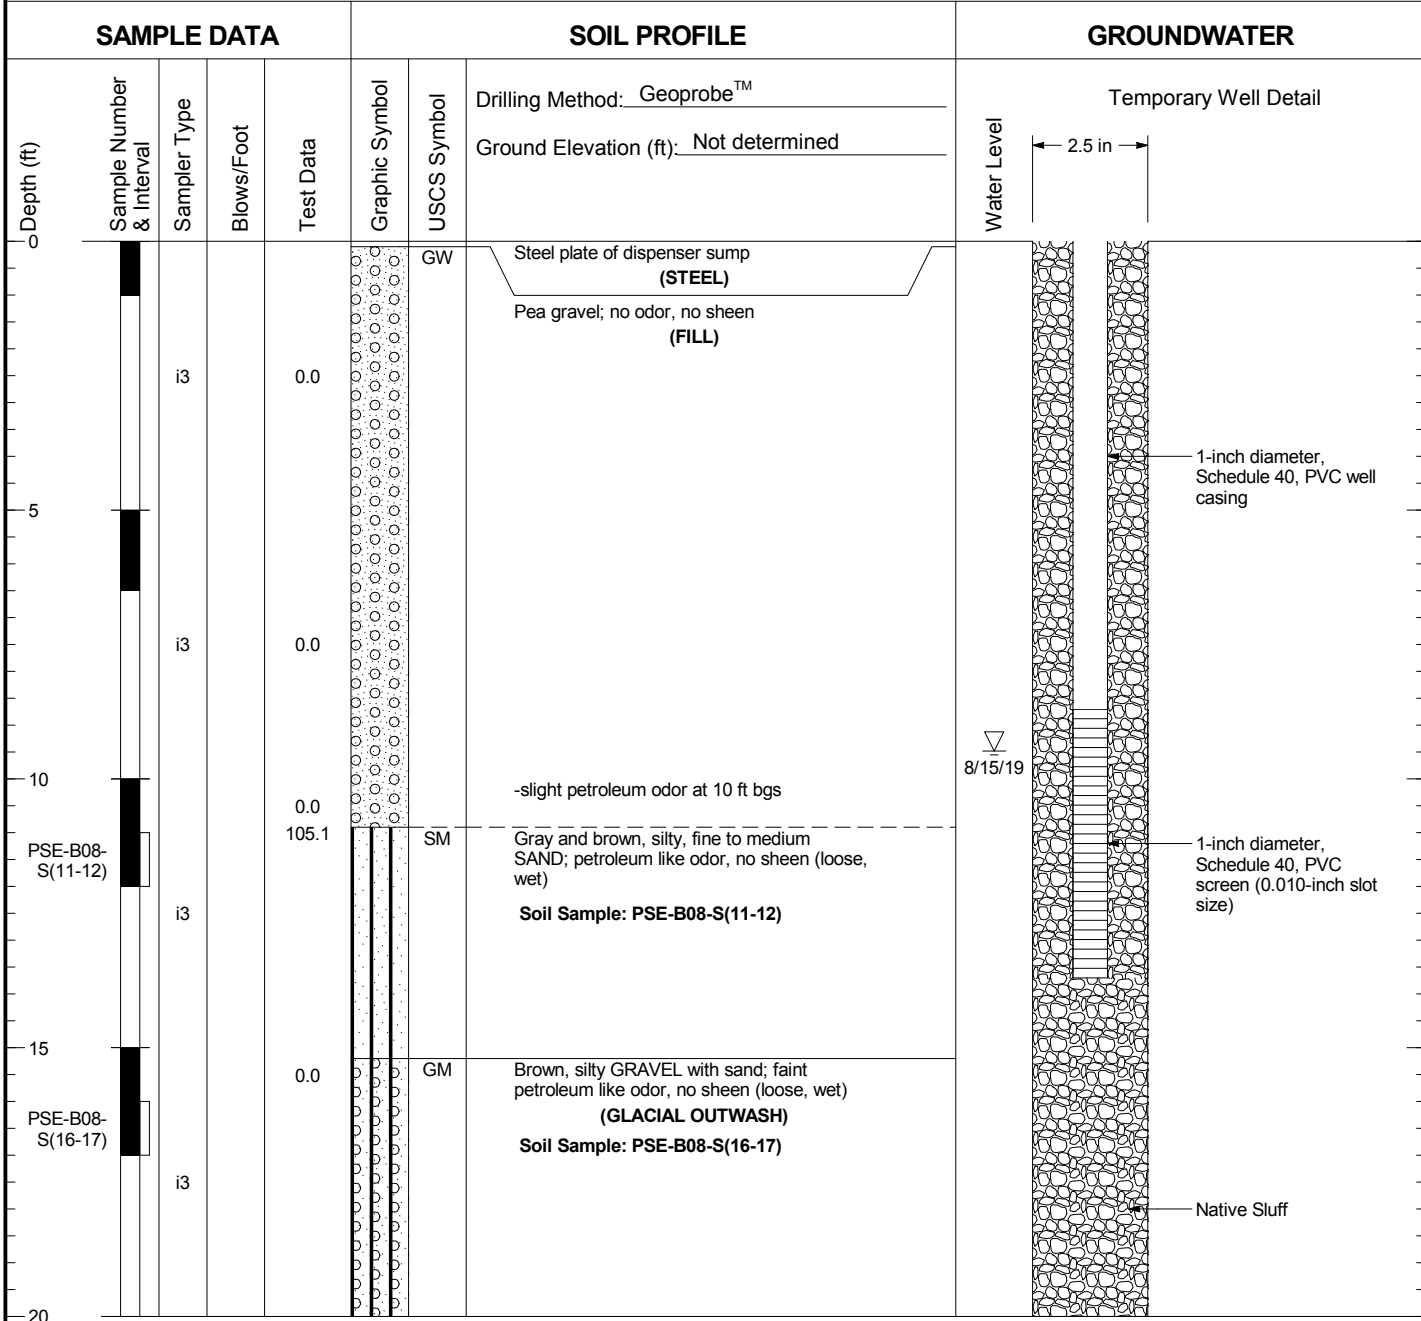 SAMPLE DATA
SOIL PROFILE
GROUNDWATER
Depth (ft)
Sample Number
& Interval
Sampler Type
Blows/Foot
Test Data
Graphic Symbol
USCS Symbol
Drilling Method: Geoprobe™
Ground Elevation (ft): Not determined
Water Level
Temporary Well Detail
2.5 in
0
GW
Steel plate of dispenser sump
(STEEL)
Pea gravel; no odor, no sheen
(FILL)
i3
0.0
1-inch diameter,
Schedule 40, PVC well
casing
5
i3
0.0
8/15/19
10
-slight petroleum odor at 10 ft bgs
0.0
105.1
SM
Gray and brown, silty, fine to medium
SAND; petroleum like odor, no sheen (loose,
wet)
PSE-B08-
S(11-12)
Soil Sample: PSE-B08-S(11-12)
i3
1-inch diameter,
Schedule 40, PVC
screen (0.010-inch slot
size)
15
0.0
GM
Brown, silty GRAVEL with sand; faint
petroleum like odor, no sheen (loose, wet)
(GLACIAL OUTWASH)
PSE-B08-
S(16-17)
Soil Sample: PSE-B08-S(16-17)
i3
Native Sluff
20